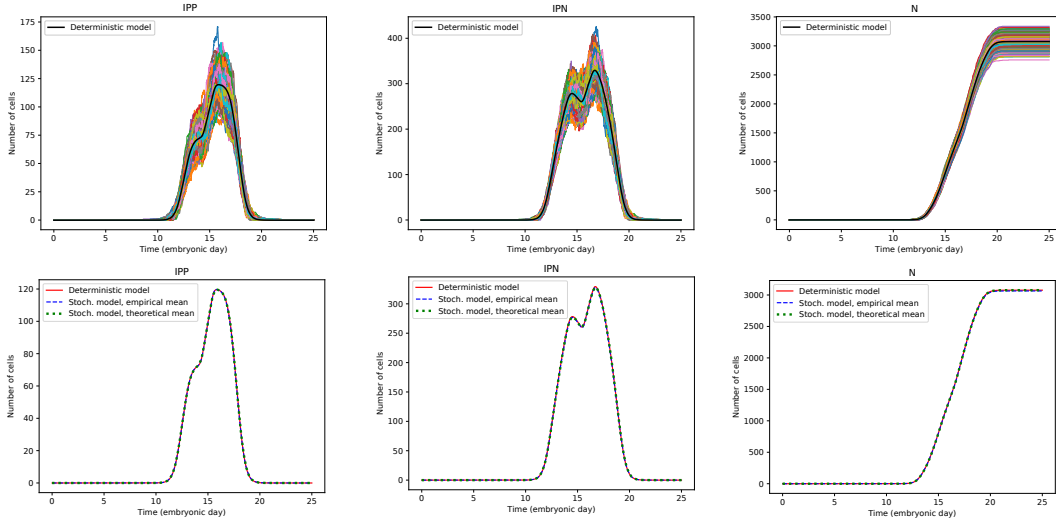 IPP
Deterministic model
Number of cells
175
150
125
100
75
50
25
0
0 5 10 15 20 25
Time (embryonic day)
IPN
Deterministic model
Number of cells
400
300
200
100
0
0 5 10 15 20 25
Time (embryonic day)
N
Deterministic model
Number of cells
3500
3000
2500
2000
1500
1000
500
0
0 5 10 15 20 25
Time (embryonic day)
IPP
Deterministic model
Stoch. model, empirical mean
Stoch. model, theoretical mean
Number of cells
120
100
80
60
40
20
0
0 5 10 15 20 25
Time (embryonic day)
IPN
Deterministic model
Stoch. model, empirical mean
Stoch. model, theoretical mean
Number of cells
300
250
200
150
100
50
0
0 5 10 15 20 25
Time (embryonic day)
N
Deterministic model
Stoch. model, empirical mean
Stoch. model, theoretical mean
Number of cells
3000
2500
2000
1500
1000
500
0
0 5 10 15 20 25
Time (embryonic day)